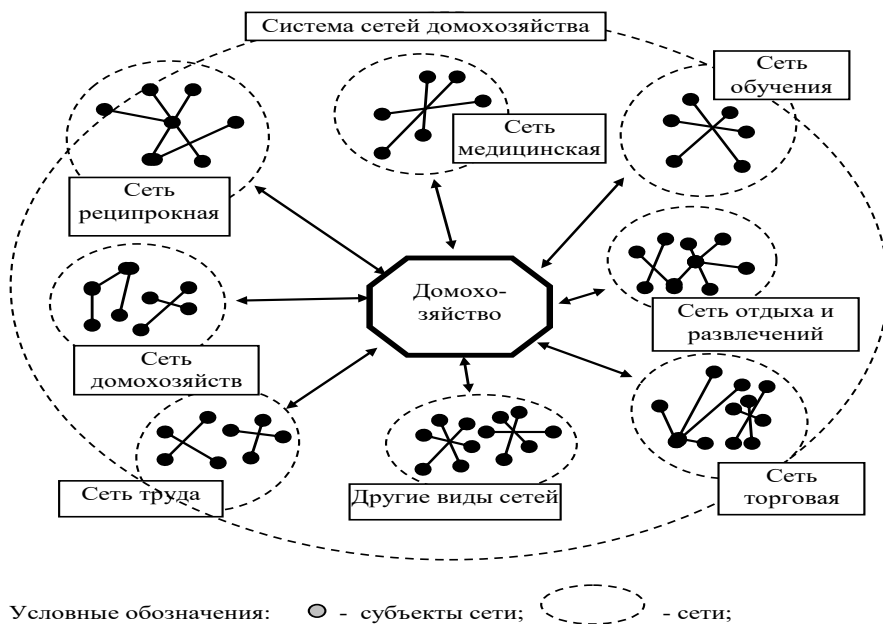 Система сетей домохозяйства
Сеть
обучения
Сеть
медицинская
Сеть
реципрокная
Домохо-
зяйство
Сеть отдыха и
развлечений
Сеть
домохозяйств
Сеть труда
Другие виды сетей
Сеть
торговая
Условные обозначения: - субъекты сети; - сети;